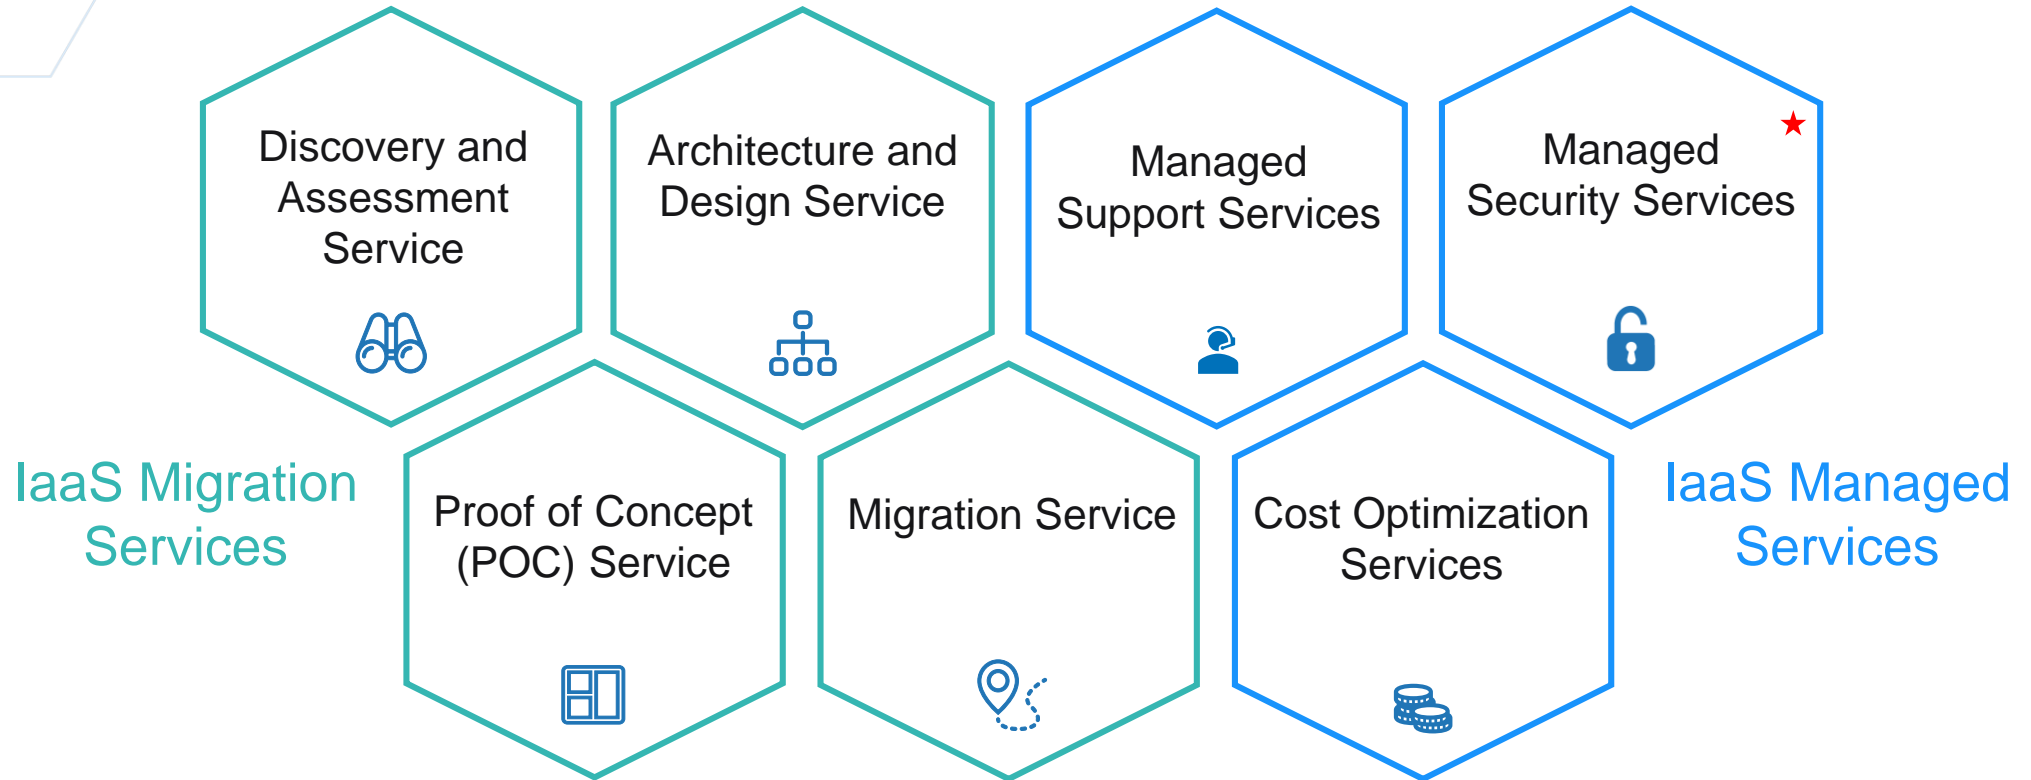 Discovery and
Assessment
Service
Architecture and
Design Service
Managed
Support Services
Managed
Security Services
IaaS Migration
Services
Proof of Concept
(POC) Service
Migration Service
Cost Optimization
Services
IaaS Managed
Services